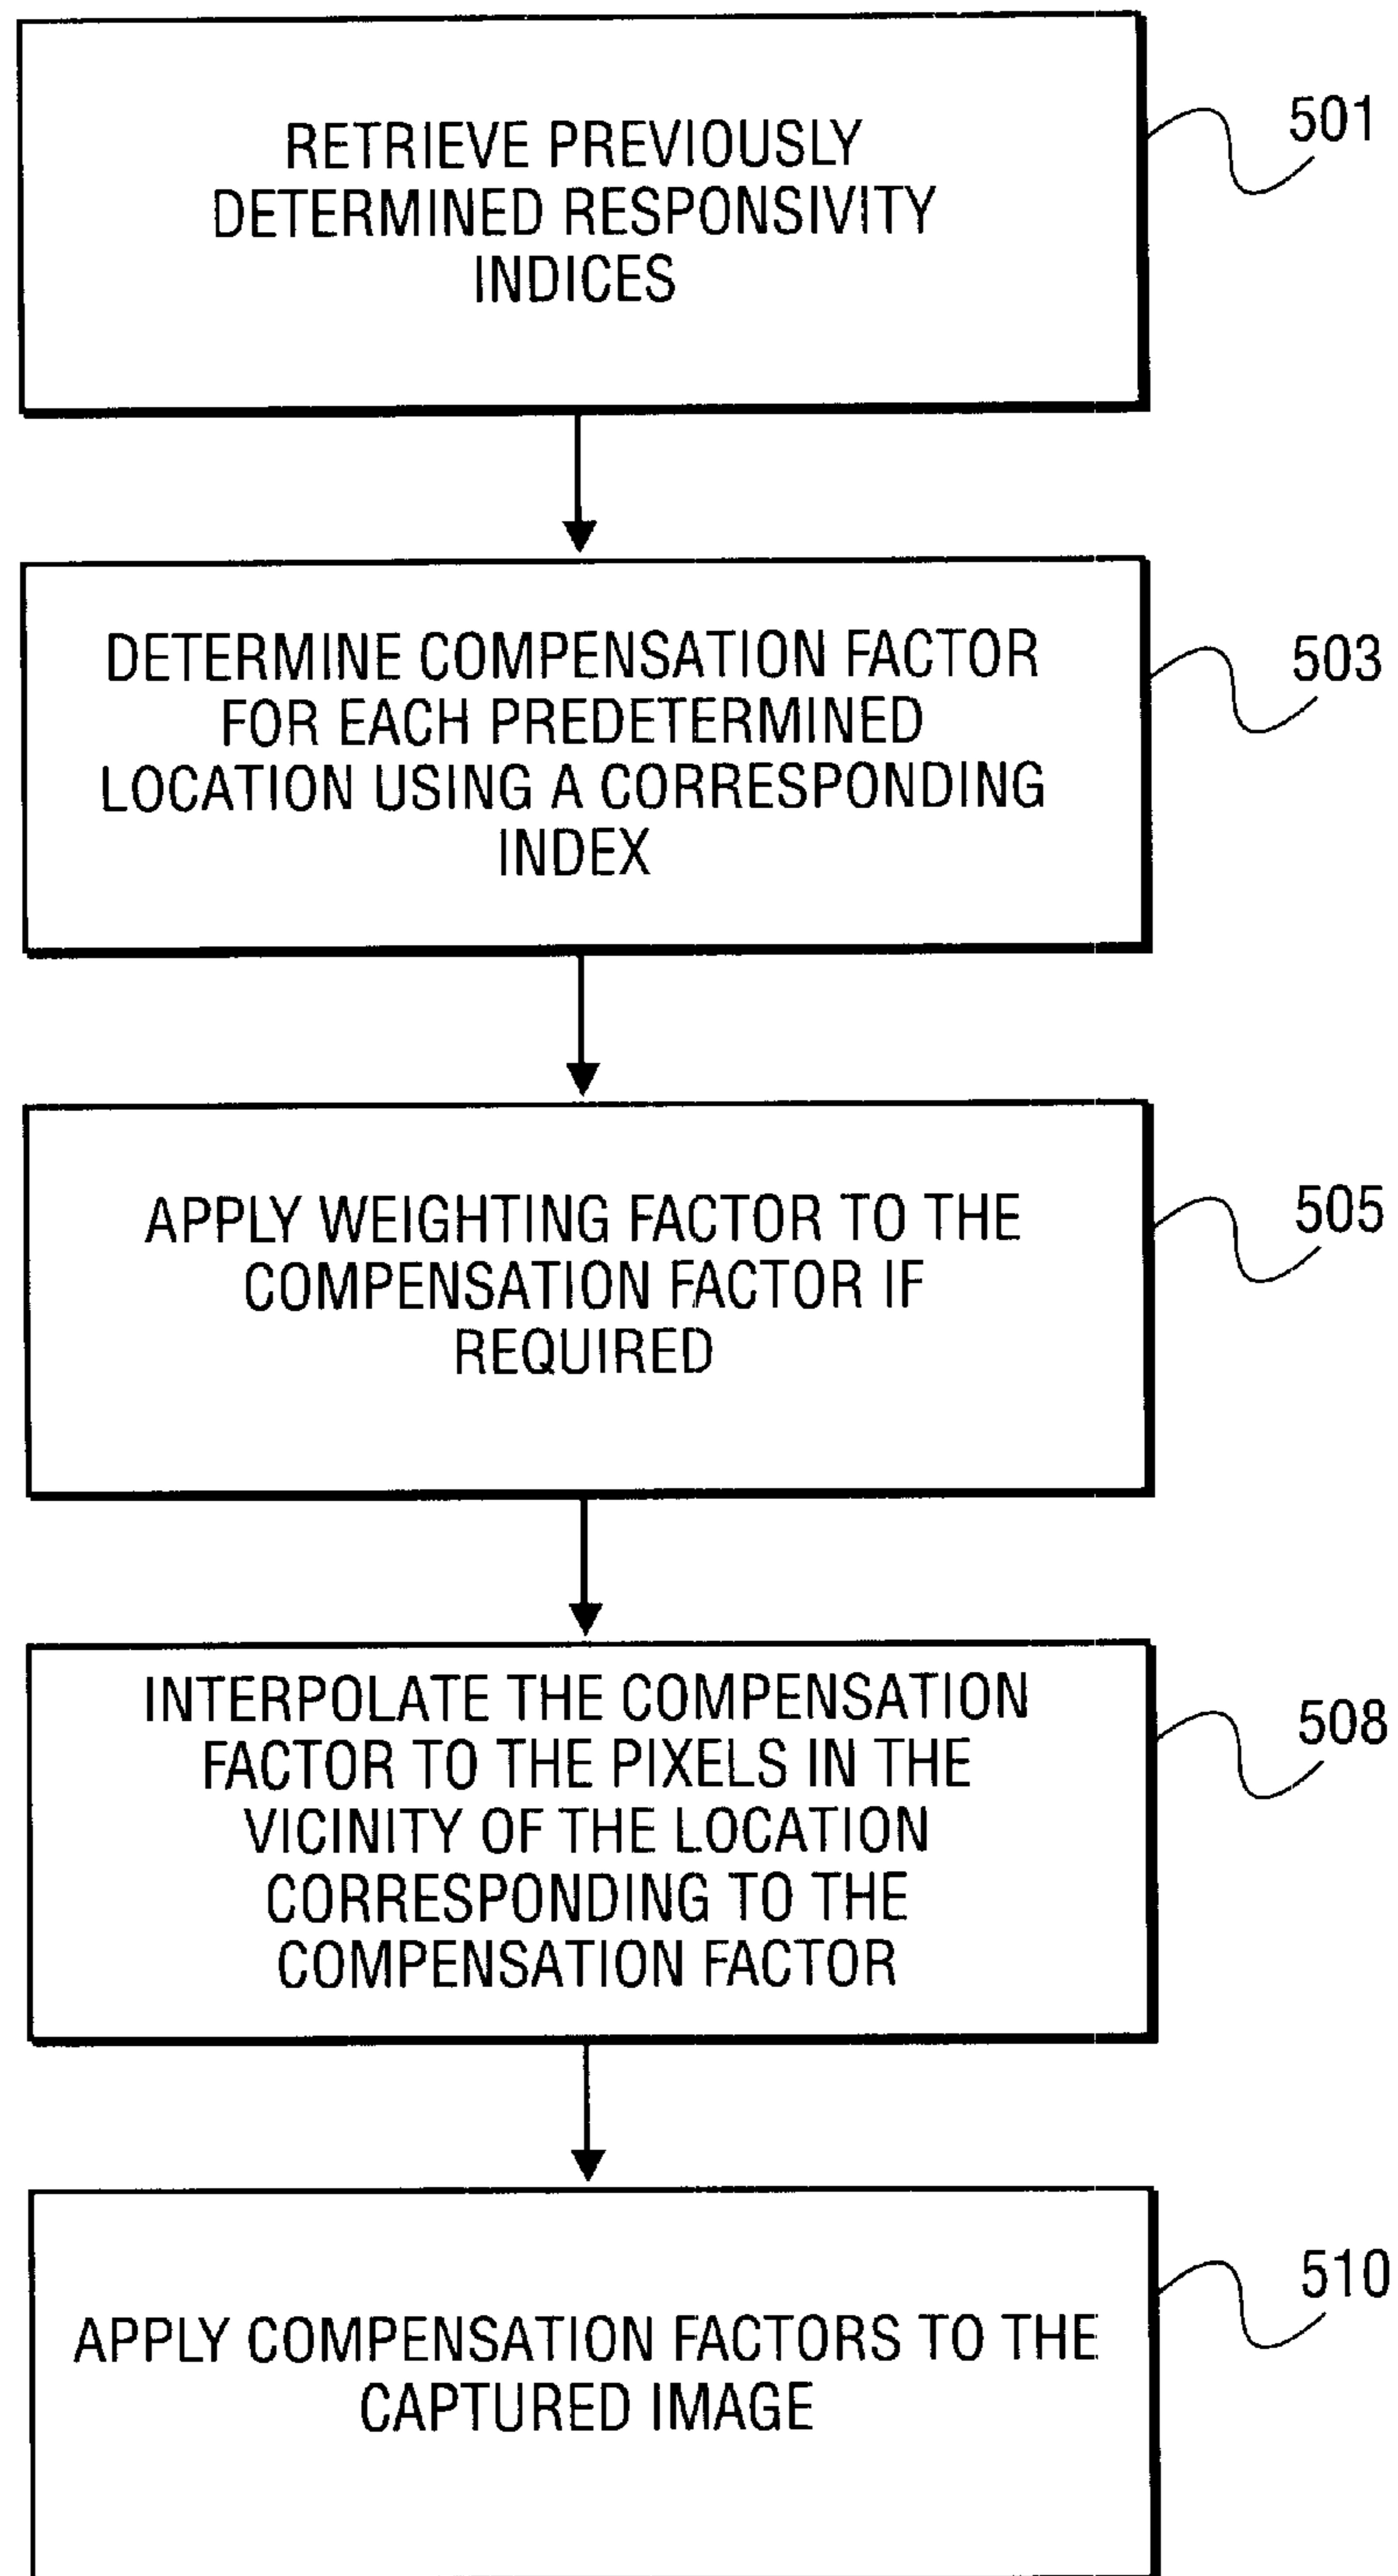 RETRIEVE PREVIOUSLY
DETERMINED RESPONSIVITY
INDICES
501
DETERMINE COMPENSATION FACTOR
FOR EACH PREDETERMINED
LOCATION USING A CORRESPONDING
INDEX
503
APPLY WEIGHTING FACTOR TO THE
COMPENSATION FACTOR IF
REQUIRED
505
INTERPOLATE THE COMPENSATION
FACTOR TO THE PIXELS IN THE
VICINITY OF THE LOCATION
CORRESPONDING TO THE
COMPENSATION FACTOR
508
APPLY COMPENSATION FACTORS TO THE
CAPTURED IMAGE
510